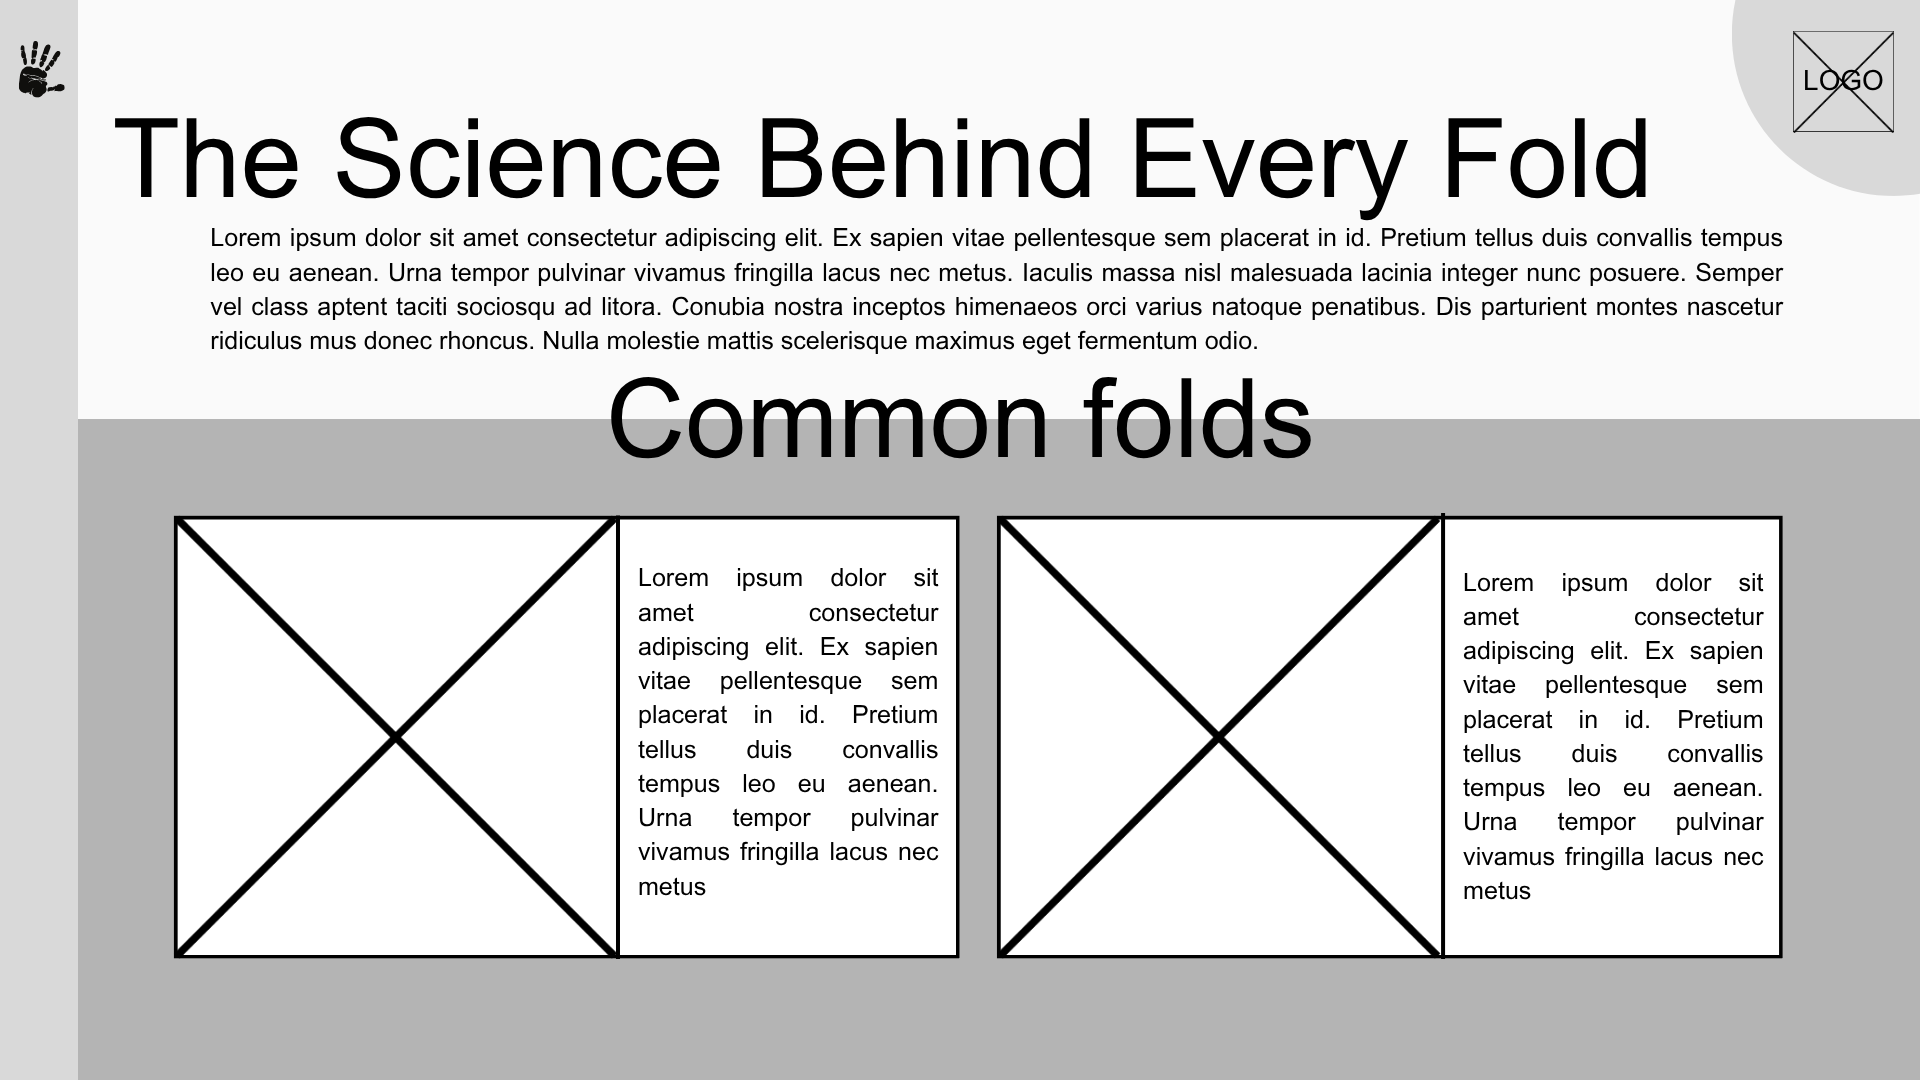 LOGO
The Science Behind Every Fold
Lorem ipsum dolor sit amet consectetur adipiscing elit. Ex sapien vitae pellentesque sem placerat in id. Pretium tellus duis convallis tempus
leo eu aenean. Urna tempor pulvinar vivamus fringilla lacus nec metus. Iaculis massa nisl malesuada lacinia integer nunc posuere. Semper
vel class aptent taciti sociosqu ad litora. Conubia nostra inceptos himenaeos orci varius natoque penatibus. Dis parturient montes nascetur
ridiculus mus donec rhoncus. Nulla molestie mattis scelerisque maximus eget fermentum odio.
Common folds
Lorem ipsum dolor sit
amet consectetur
adipiscing elit. Ex sapien
vitae pellentesque sem
placerat in id. Pretium
tellus duis convallis
tempus leo eu aenean.
Urna tempor pulvinar
vivamus fringilla lacus nec
metus
Lorem ipsum dolor sit
amet consectetur
adipiscing elit. Ex sapien
vitae pellentesque sem
placerat in id. Pretium
tellus duis convallis
tempus leo eu aenean.
Urna tempor pulvinar
vivamus fringilla lacus nec
metus